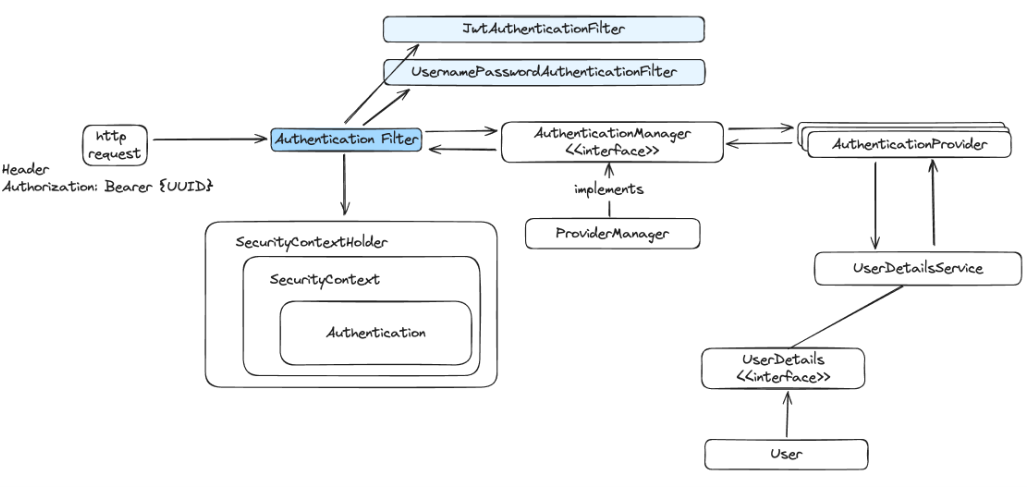 JwtAuthenticationFilter
UsernamePasswordAuthenticationFilter
http
request
Header
Authorization: Bearer {UUID}
Authentication Filter
AuthenticationManager
<<interface>>
AuthenticationProvider
implements
ProviderManager
SecurityContextHolder
SecurityContext
Authentication
UserDetailsService
UserDetails
<<interface>>
User